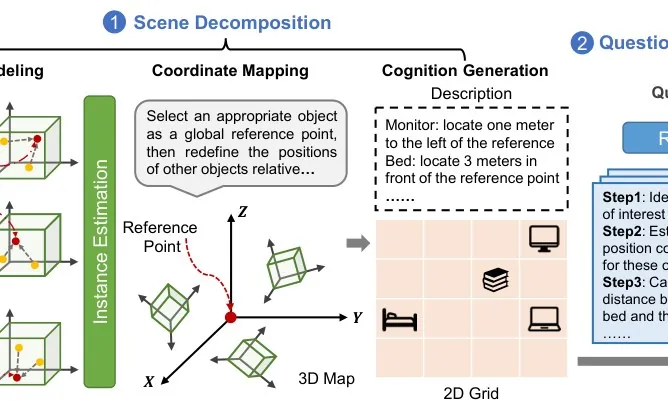 1 Scene Decomposition
2 Questio
deling
Coordinate Mapping
Cognition Generation
Description
Qu
Select an appropriate object
as a global reference point,
then redefine the positions
of other objects relative...
Monitor: locate one meter
to the left of the reference
Bed: locate 3 meters in
front of the reference point
......
R
Instance Estimation
Reference
Point
Z
Y
X
3D Map
2D Grid
Step1: Ide
of interest
Step2: Est
position co
for these c
Step3: Ca
distance b
bed and th
......